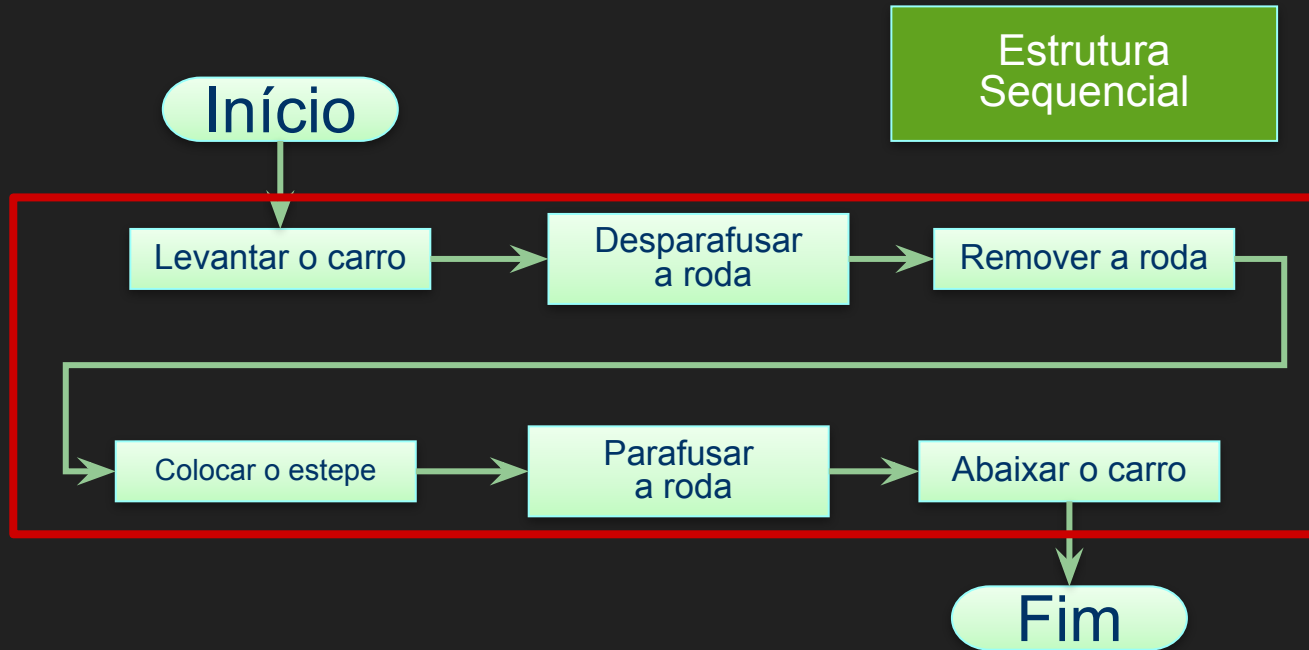 Estrutura
Sequencial
Início
Levantar o carro
Desparafusar
a roda
Remover a roda
Colocar o estepe
Parafusar
a roda
Abaixar o carro
Fim